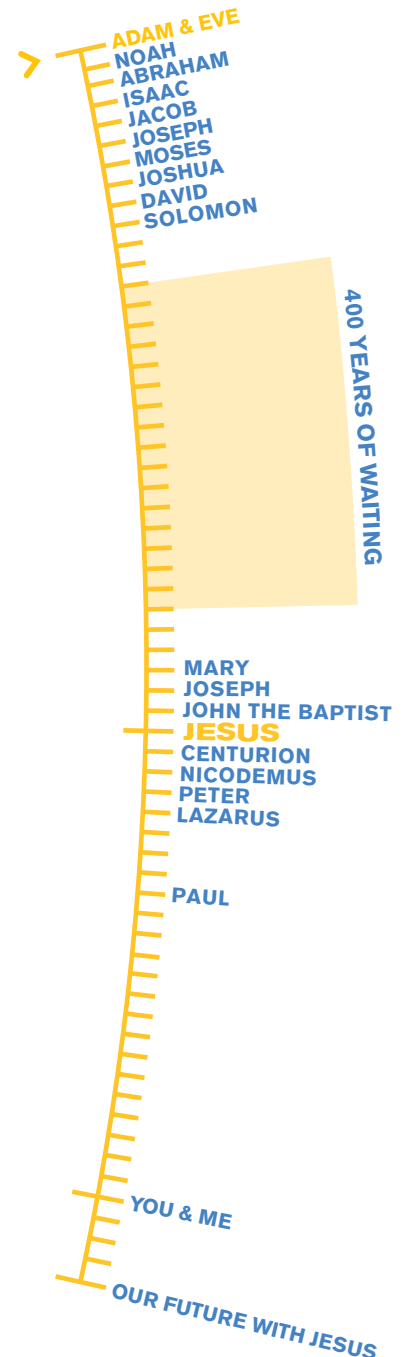 ADAM & EVE
NOAH
ABRAHAM
ISAAC
JACOB
JOSEPH
MOSES
JOSHUA
DAVID
SOLOMON
400 YEARS OF WAITING
MARY
JOSEPH
JOHN THE BAPTIST
JESUS
CENTURION
NICODEMUS
PETER
LAZARUS
PAUL
YOU & ME
OUR FUTURE WITH JESUS